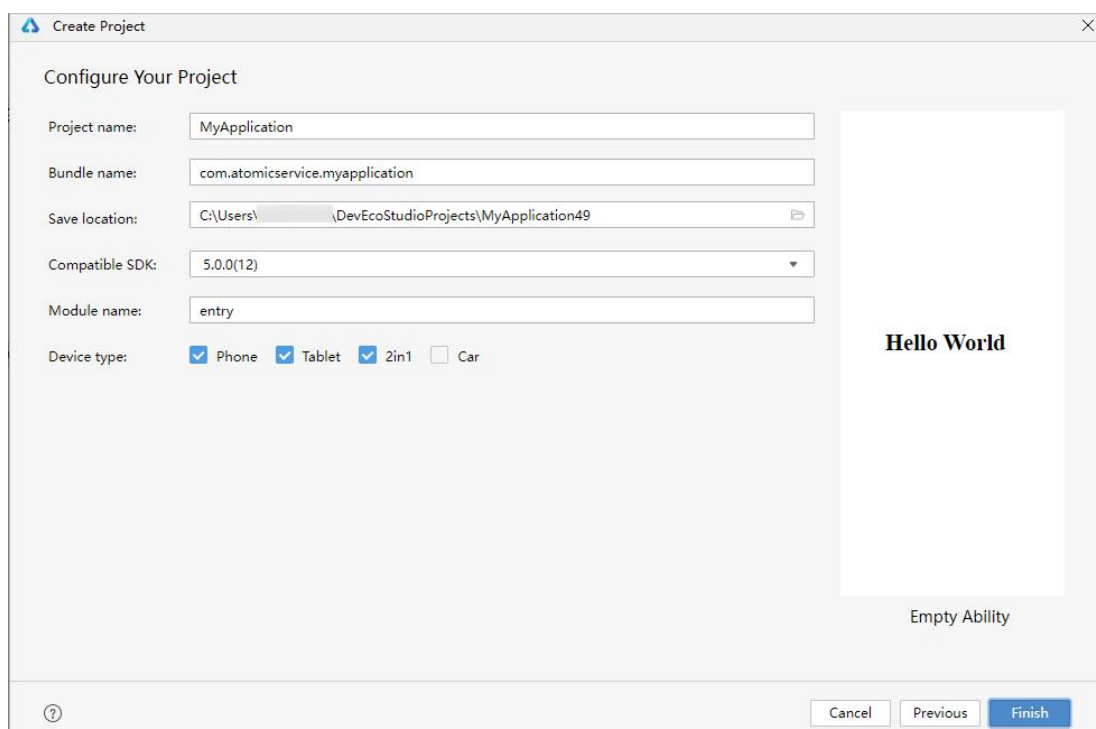 Create Project
Configure Your Project
Project name: MyApplication
Bundle name: com.atomicservice.myapplication
Save location: C:\Users\ \DevEcoStudioProjects\MyApplication49
Compatible SDK: 5.0.0(12)
Module name: entry
Device type: Phone Tablet 2in1 Car
Hello World
Empty Ability
Cancel Previous Finish